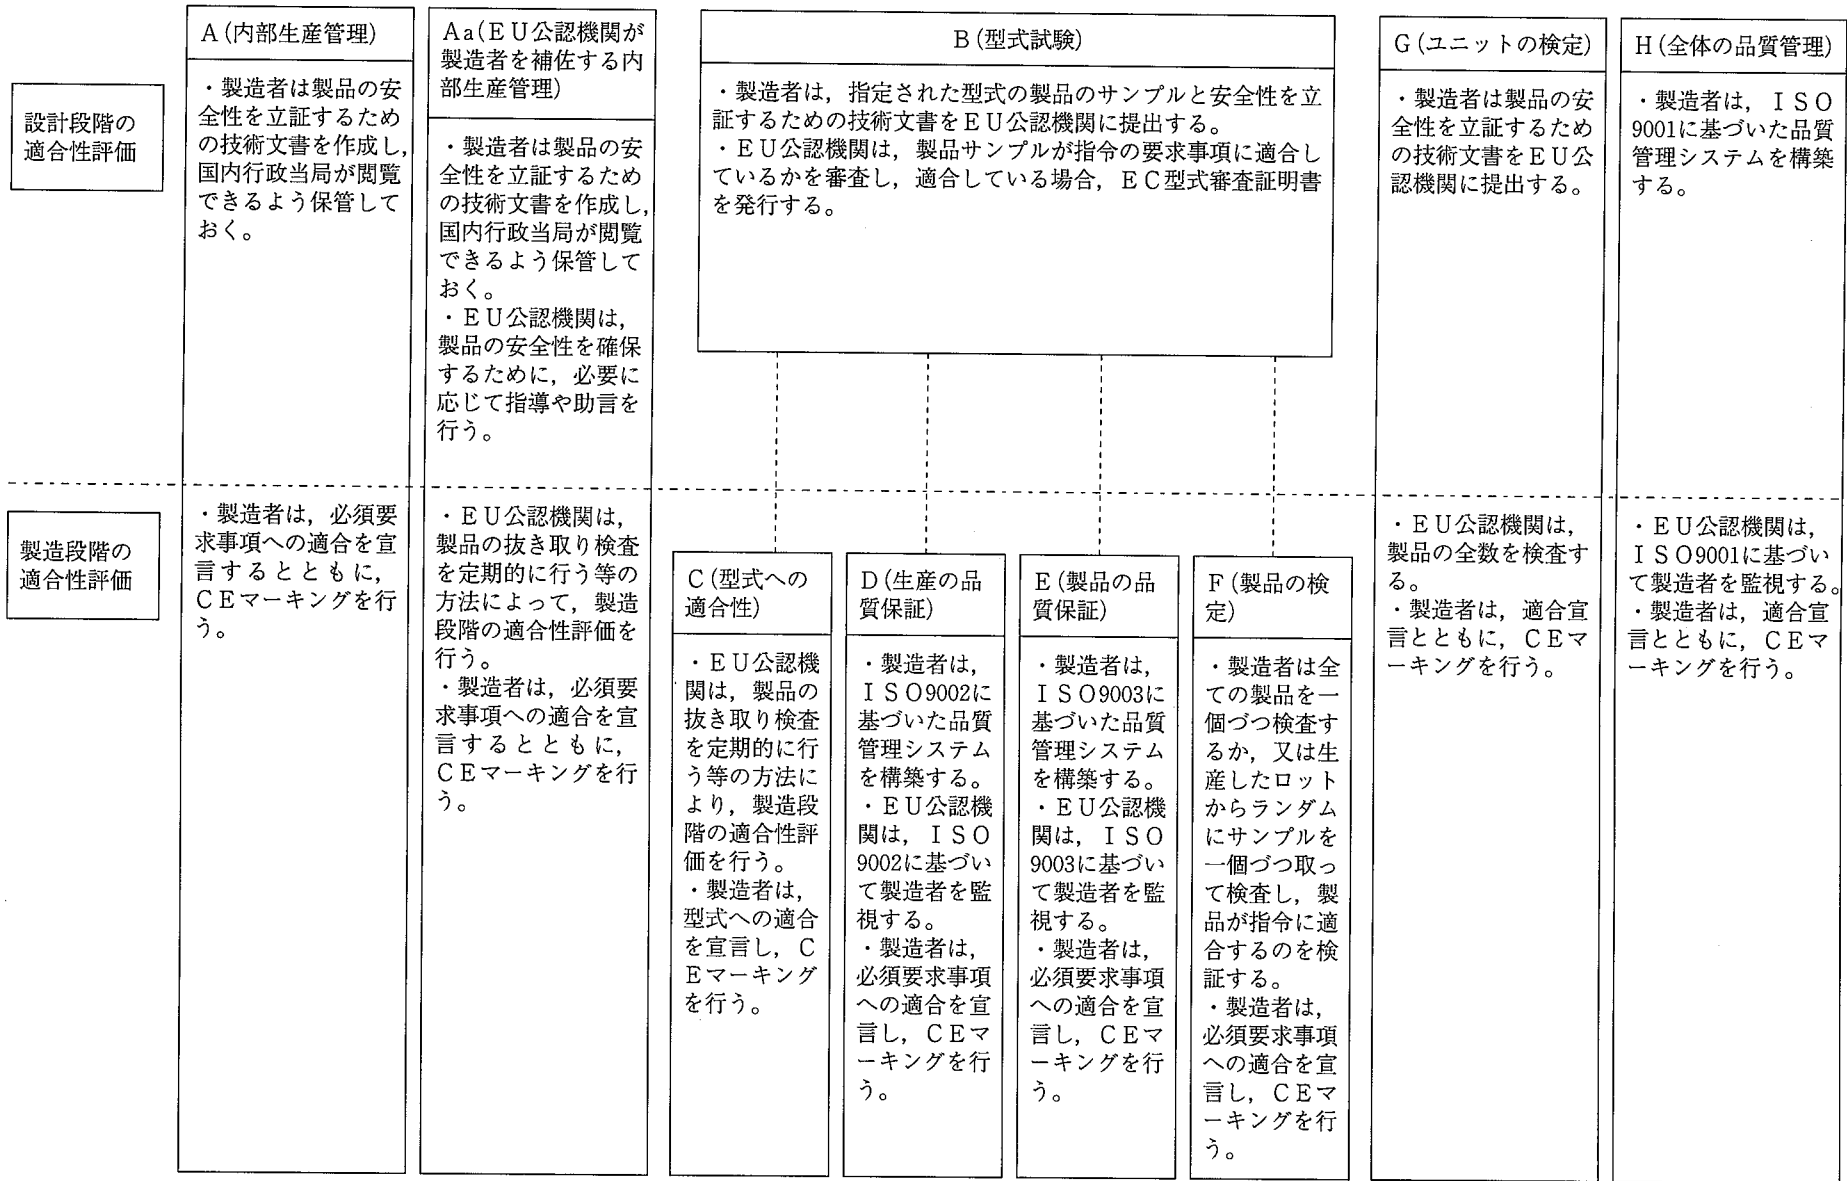 設計段階の
適合性評価
A(内部生産管理)
・製造者は製品の安
全性を立証するため
の技術文書を作成し,
国内行政当局が閲覧
できるよう保管して
おく。
Aa(EU公認機関が
製造者を補佐する内
部生産管理)
・製造者は製品の安
全性を立証するため
の技術文書を作成し,
国内行政当局が閲覧
できるよう保管して
おく。
・EU公認機関は,
製品の安全性を確保
するために,必要に
応じて指導や助言を
行う。
B(型式試験)
・製造者は,指定された型式の製品のサンプルと安全性を立
証するための技術文書をEU公認機関に提出する。
・EU公認機関は,製品サンプルが指令の要求事項に適合し
ているかを審査し,適合している場合,EC型式審査証明書
を発行する。
G(ユニットの検定)
・製造者は製品の安
全性を立証するため
の技術文書をEU公
認機関に提出する。
H(全体の品質管理)
・製造者は,ISO
9001に基づいた品質
管理システムを構築
する。
製造段階の
適合性評価
・製造者は,必須要
求事項への適合を宣
言するとともに,
CEマーキングを行
う。
・EU公認機関は,
製品の抜き取り検査
を定期的に行う等の
方法によって,製造
段階の適合性評価を
行う。
・製造者は,必須要
求事項への適合を宣
言するとともに,
CEマーキングを行
う。
C(型式への
適合性)
・EU公認機
関は,製品の
抜き取り検査
を定期的に行
う等の方法に
より,製造段
階の適合性評
価を行う。
・製造者は,
型式への適合
を宣言し,C
Eマーキング
を行う。
D(生産の品
質保証)
・製造者は,
ISO9002に
基づいた品質
管理システム
を構築する。
・EU公認機
関は,ISO
9002に基づい
て製造者を監
視する。
・製造者は,
必須要求事項
への適合を宣
言し,CEマ
ーキングを行
う。
E(製品の品
質保証)
・製造者は,
ISO9003に
基づいた品質
管理システム
を構築する。
・EU公認機
関は,ISO
9003に基づい
て製造者を監
視する。
・製造者は,
必須要求事項
への適合を宣
言し,CEマ
ーキングを行
う。
F(製品の検
定)
・製造者は全
ての製品を一
個づつ検査す
るか,又は生
産したロット
からランダム
にサンプルを
一個づつ取っ
て検査し,製
品が指令に適
合するのを検
証する。
・製造者は,
必須要求事項
への適合を宣
言し,CEマ
ーキングを行
う。
・EU公認機関は,
製品の全数を検査す
る。
・製造者は,適合宣
言とともに,CEマ
ーキングを行う。
・EU公認機関は,
ISO9001に基づい
て製造者を監視する。
・製造者は,適合宣
言とともに,CEマ
ーキングを行う。